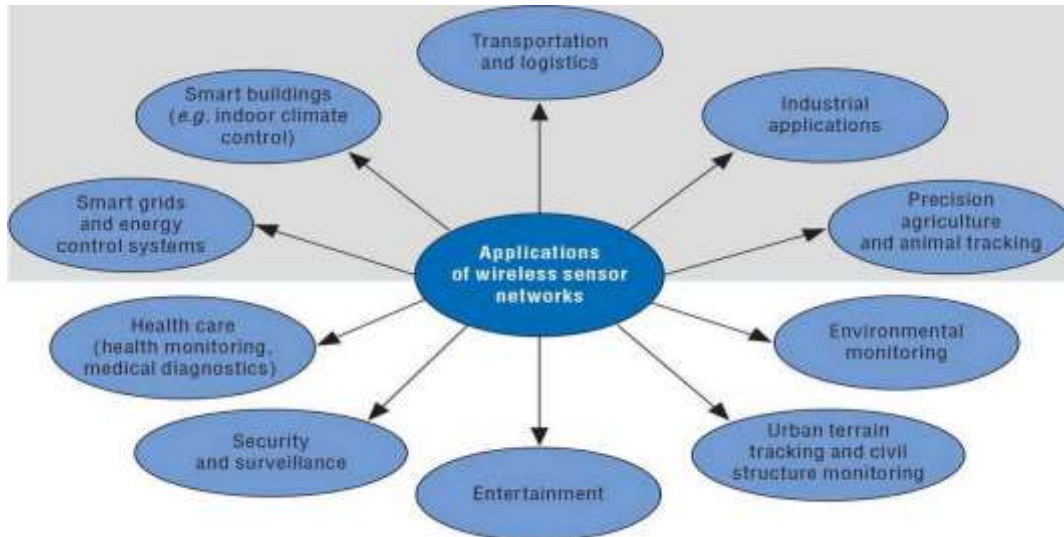 Transportation
and logistics
Smart buildings
(e.g. indoor climate
control)
Industrial
applications
Smart grids
and energy
control systems
Precision
agriculture
and animal tracking
Applications
of wireless sensor
networks
Health care
(health monitoring,
medical diagnostics)
Environmental
monitoring
Security
and surveillance
Urban terrain
tracking and civil
structure monitoring
Entertainment